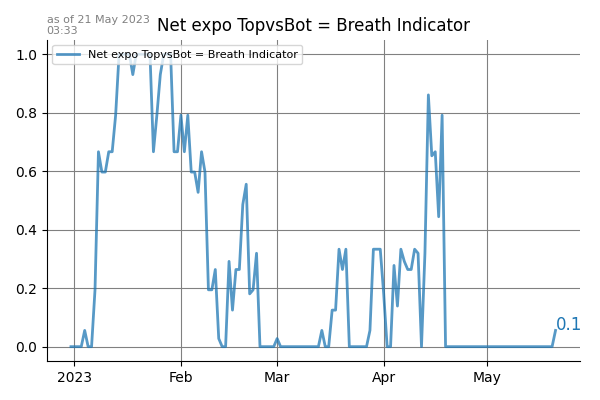 as of 21 May 2023
03:33
Net expo TopvsBot = Breath Indicator
Net expo TopvsBot = Breath Indicator
1.0
0.8
0.6
0.4
0.2
0.0
0.1
2023 Feb Mar Apr May